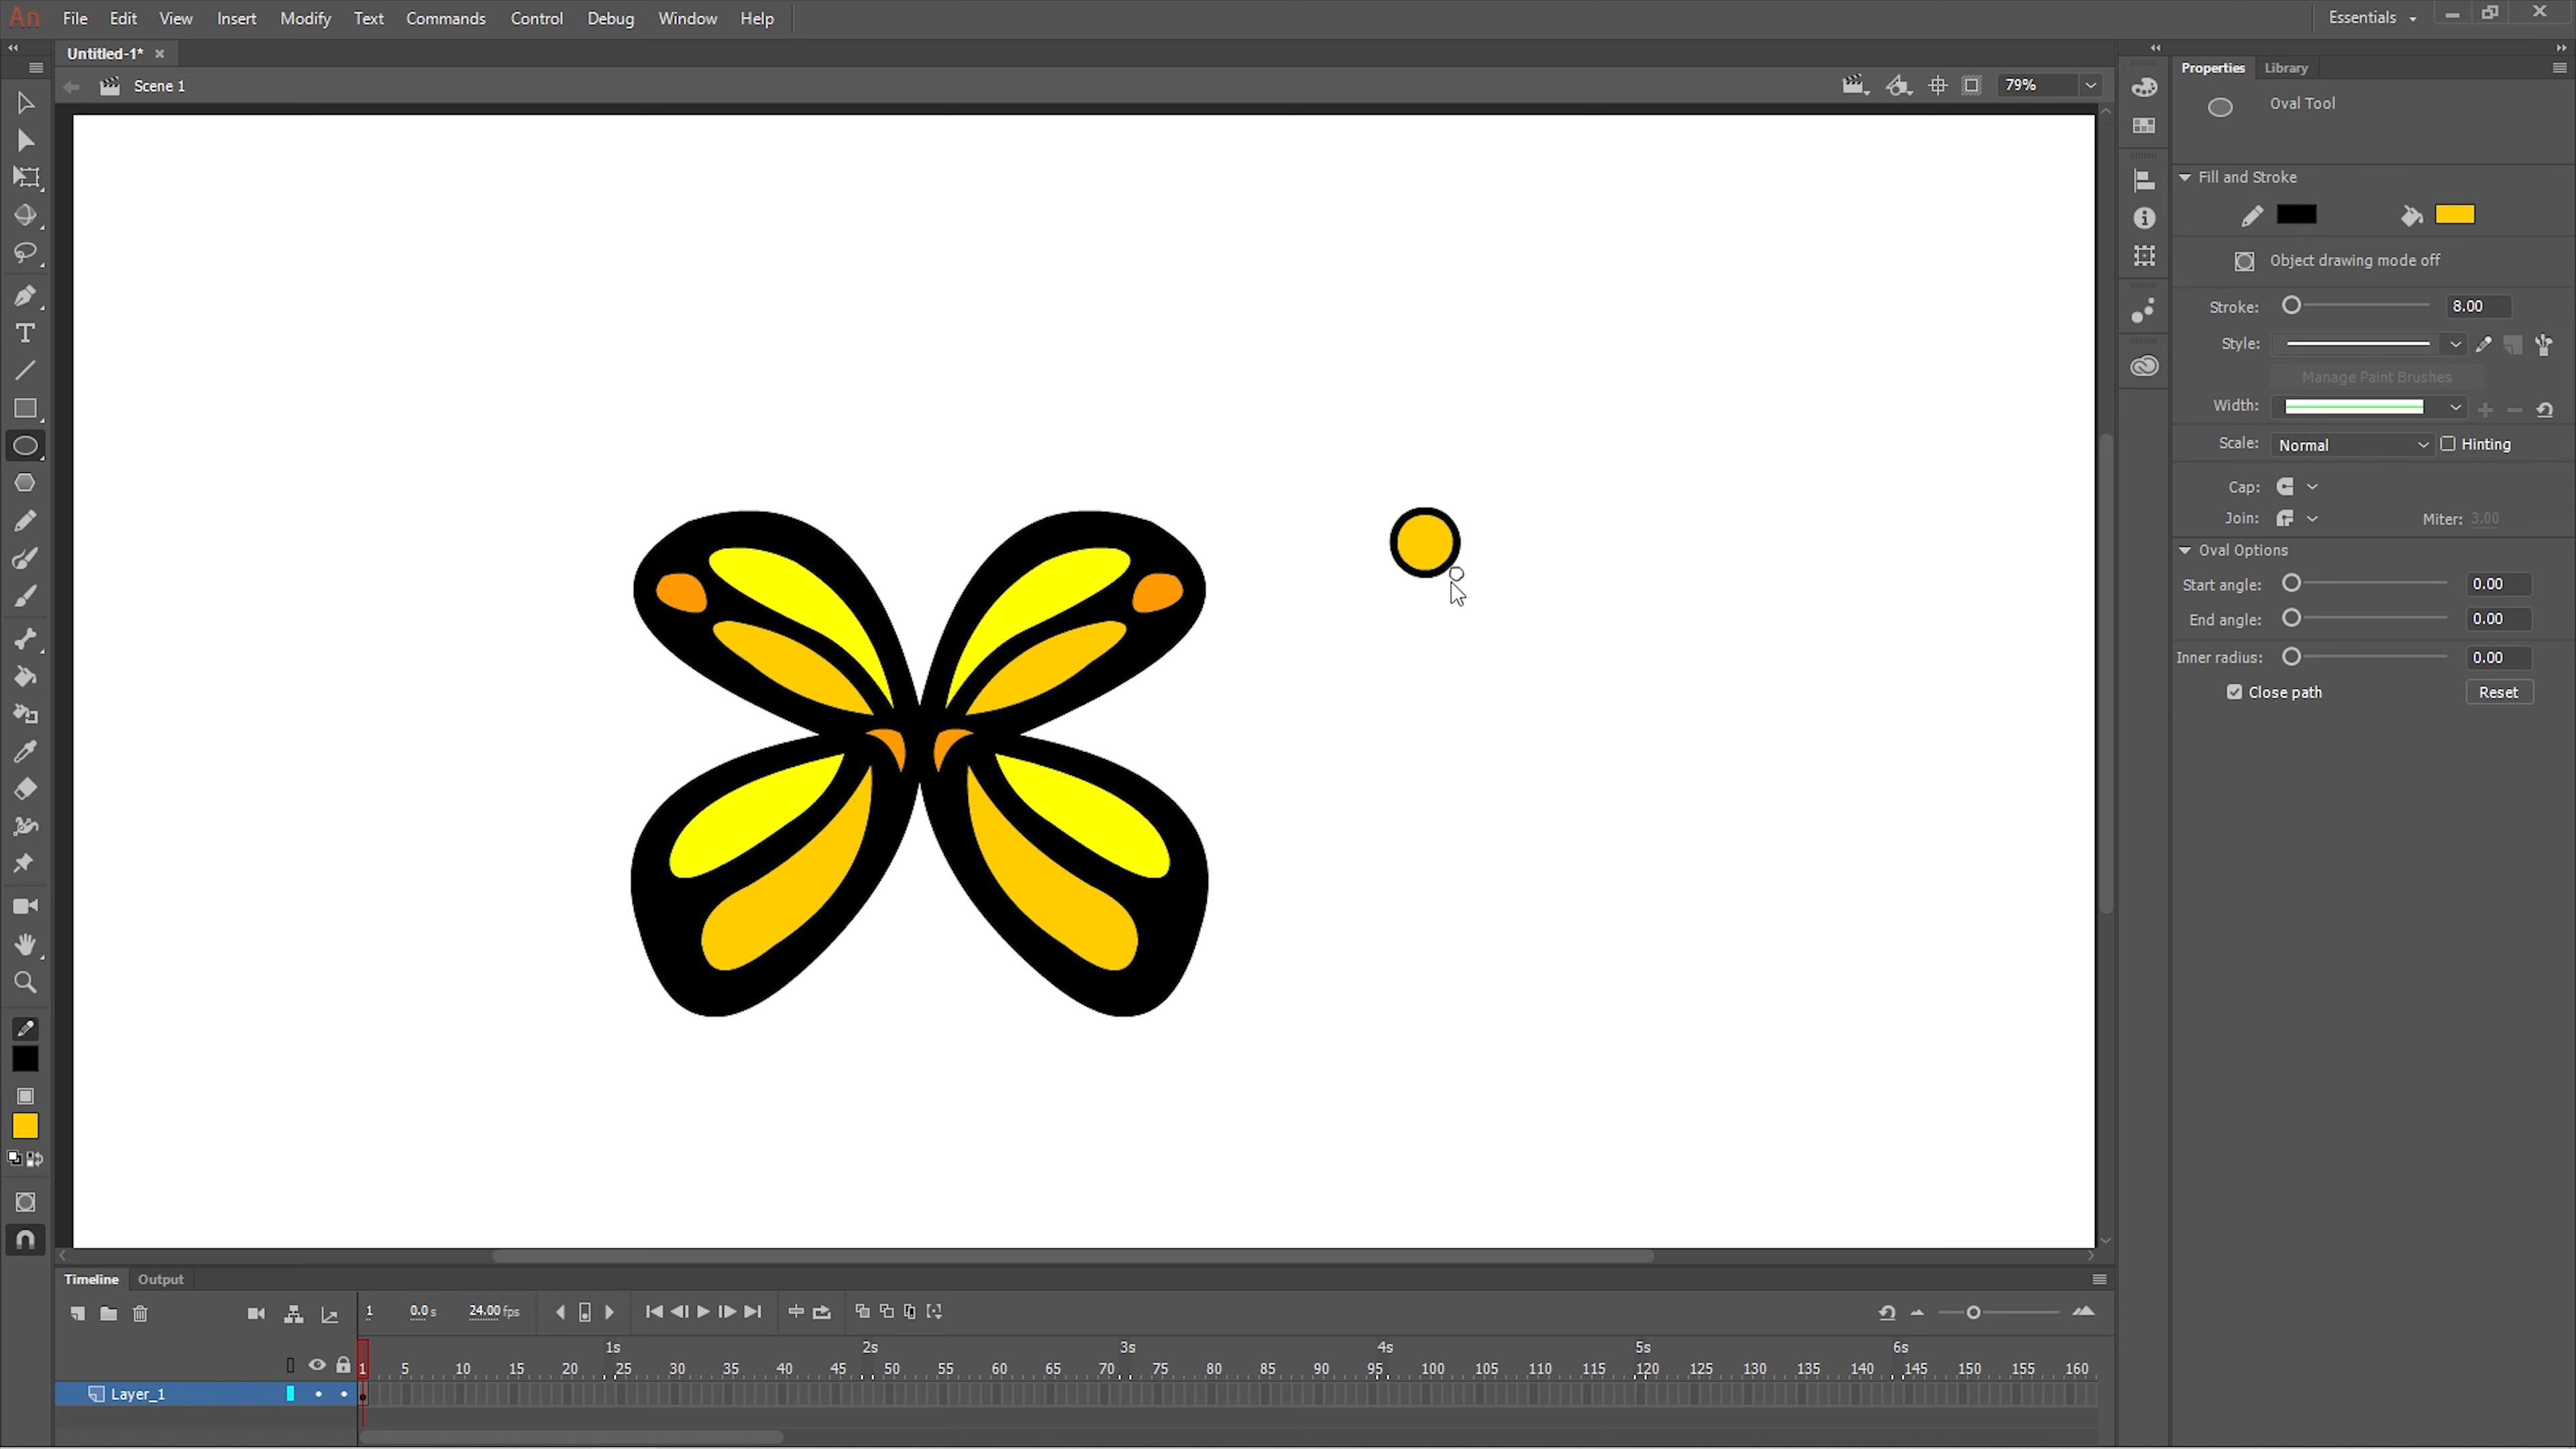 An File Edit View Insert Modify Text Commands Control Debug Window Help Essentials
Untitled-1*
Scene 1 79%
Properties Library
Oval Tool
Fill and Stroke
Object drawing mode off
Stroke: 8.00
Style:
Manage Paint Brushes
Width:
Scale: Normal Hinting
Cap:
Join: Miter: 3.00
Oval Options
Start angle: 0.00
End angle: 0.00
Inner radius: 0.00
Close path Reset
Timeline Output
1 0.0 s 24.00 fps
1s 2s 3s 4s 5s 6s
1 5 10 15 20 25 30 35 40 45 50 55 60 65 70 75 80 85 90 95 100 105 110 115 120 125 130 135 140 145 150 155 160
Layer_1